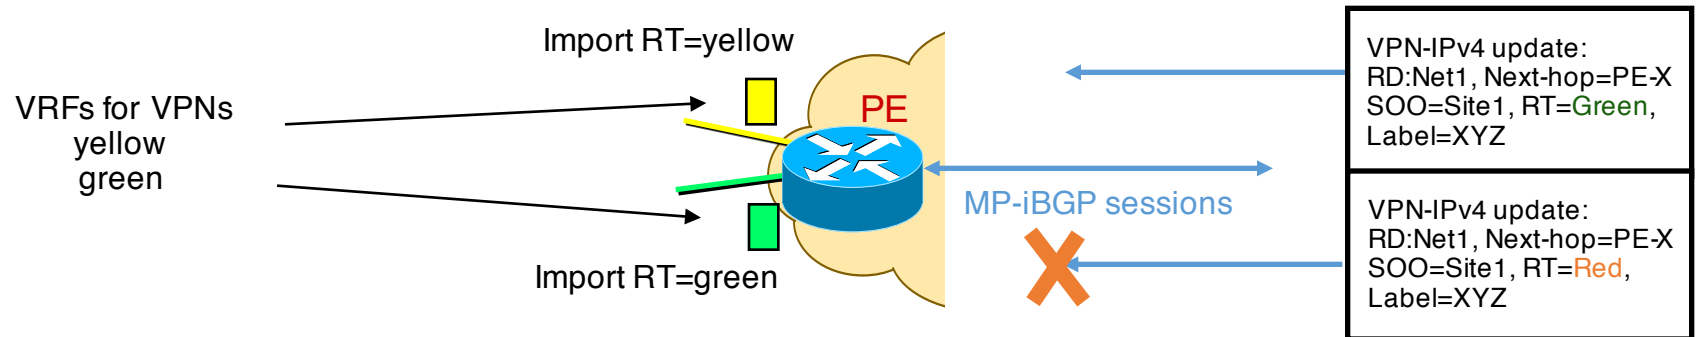 Import RT=yellow
VRFs for VPNs
yellow
green
PE
MP-iBGP sessions
Import RT=green
VPN-IPv4 update:
RD:Net1, Next-hop=PE-X
SOO=Site1, RT=Green,
Label=XYZ
VPN-IPv4 update:
RD:Net1, Next-hop=PE-X
SOO=Site1, RT=Red,
Label=XYZ